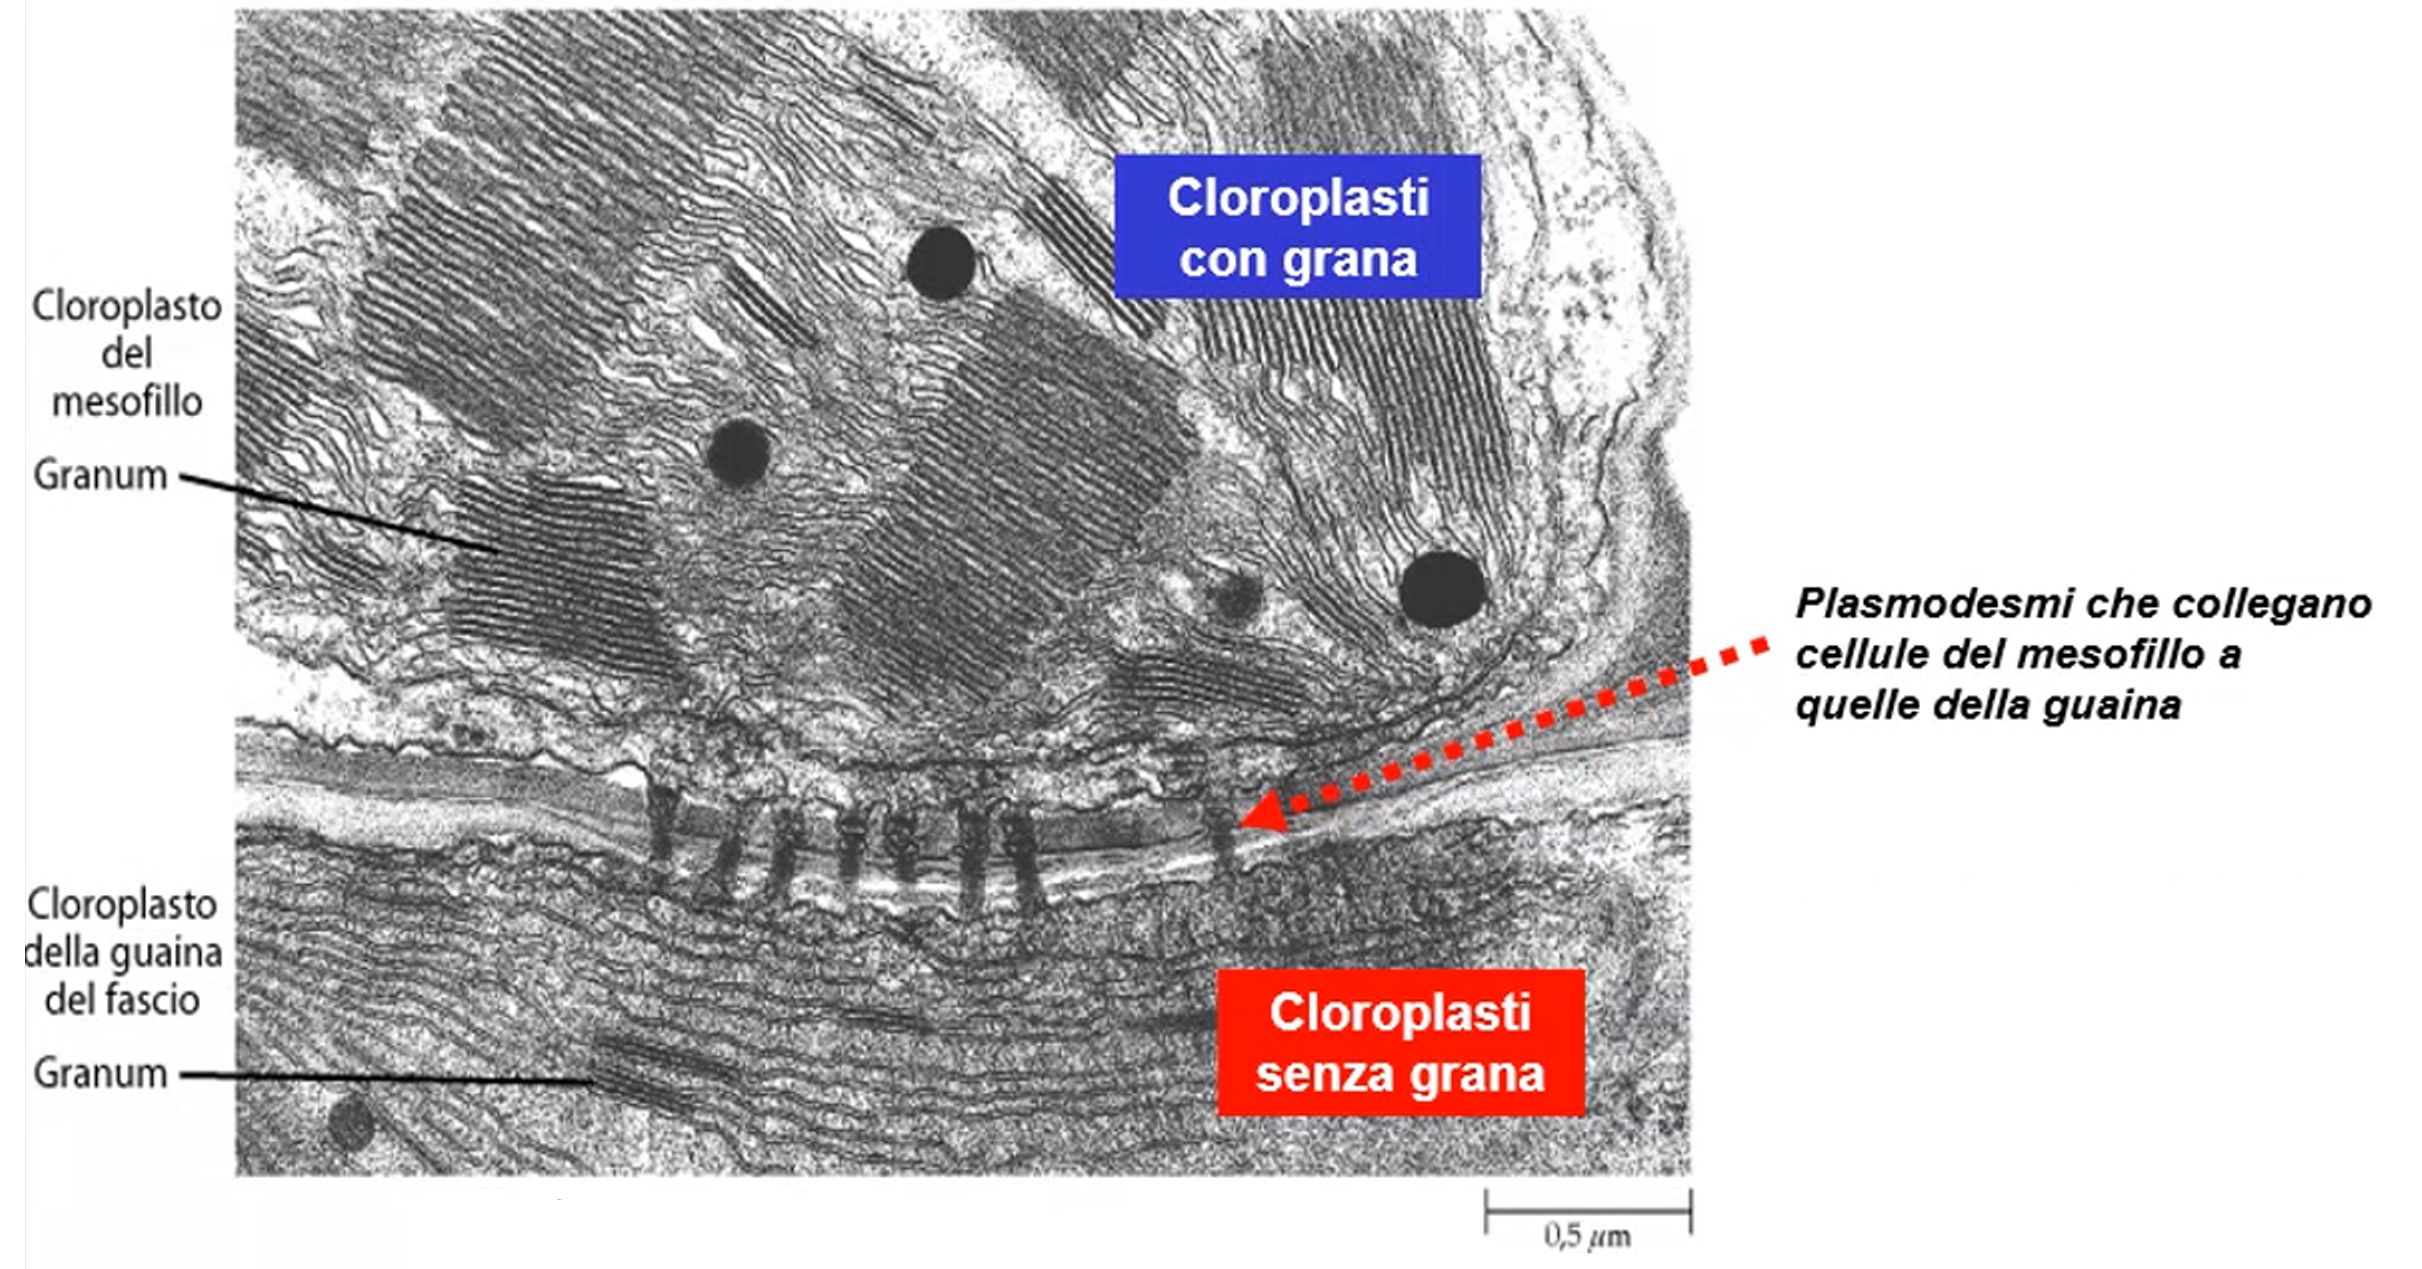 Cloroplasti
con grana
Cloroplasto
del
mesofillo
Granum
Plasmodesmi che collegano
cellule del mesofillo a
quelle della guaina
Cloroplasto
della guaina
del fascio
Granum
Cloroplasti
senza grana
0,5 μm